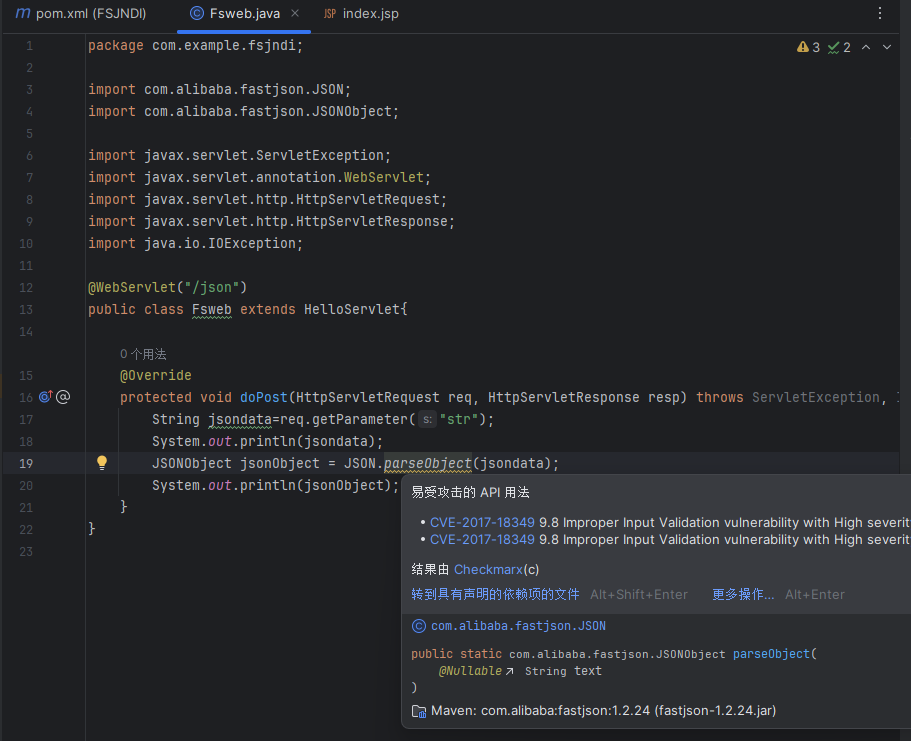 m pom.xml (FSJNDI)
Fsweb.java
JSP index.jsp
3 2
1 package com.example.fsjndi;
2
3 import com.alibaba.fastjson.JSON;
4 import com.alibaba.fastjson.JSONObject;
5
6 import javax.servlet.ServletException;
7 import javax.servlet.annotation.WebServlet;
8 import javax.servlet.http.HttpServletRequest;
9 import javax.servlet.http.HttpServletResponse;
10 import java.io.IOException;
11
12 @WebServlet("/json")
13 public class Fsweb extends HelloServlet{
14
0 个用法
15 @Override
16 protected void doPost(HttpServletRequest req, HttpServletResponse resp) throws ServletException,
17 String jsondata=req.getParameter( s: "str");
18 System.out.println(jsondata);
19 JSONObject jsonObject = JSON.parseObject(jsondata);
20 System.out.println(jsonObject);
21 }
22 }
23
易受攻击的 API 用法
• CVE-2017-18349 9.8 Improper Input Validation vulnerability with High severit
• CVE-2017-18349 9.8 Improper Input Validation vulnerability with High severit
结果由 Checkmarx(c)
转到具有声明的依赖项的文件 Alt+Shift+Enter 更多操作... Alt+Enter
com.alibaba.fastjson.JSON
public static com.alibaba.fastjson.JSONObject parseObject(
@Nullable String text
)
Maven: com.alibaba:fastjson:1.2.24 (fastjson-1.2.24.jar)